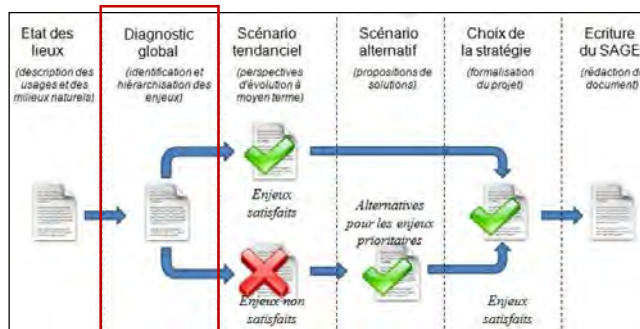 Etat des
lieux
(description des
usages et des
milieux naturels)
Diagnostic
global
(identification et
hiérarchisation des
enjeux)
Scénario
tendanciel
(perspectives
d'évolution à
moyen terme)
Scénario
alternatif
(propositions de
solutions)
Choix de
la stratégie
(formalisation
du projet)
Ecriture
du SAGE
(rédaction du
document)
Enjeux
satisfaits
Alternatives
pour les enjeux
prioritaires
Enjeux non
satisfaits
Enjeux
satisfaits